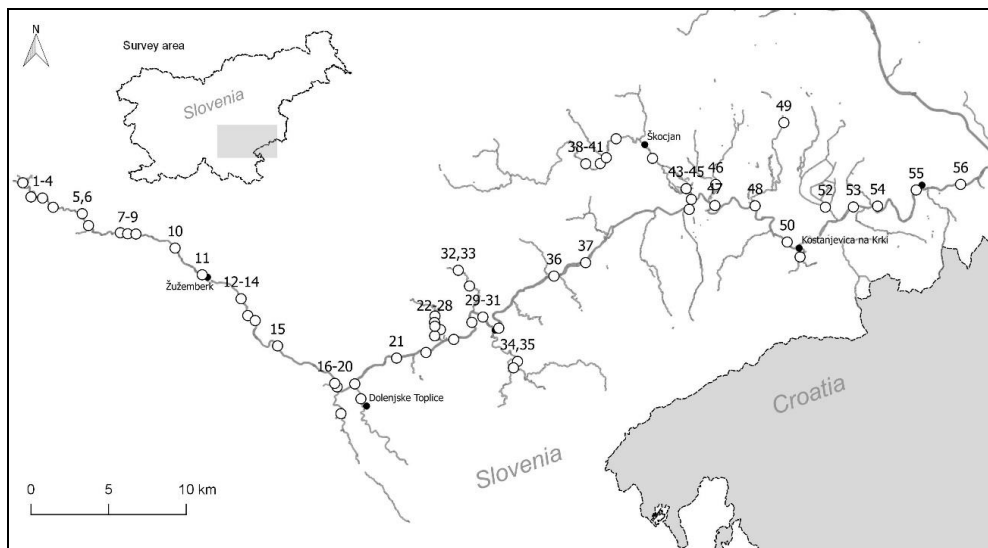 N
Survey area
Slovenia
49
Škocjan
38-41
46
43-45
1-4
5,6
47
48
52
53
54
55
56
7-9
10
50
Kostanjevica na Krki
32,33
36
37
11
Žužemberk
12-14
22-28
29-31
15
21
34,35
16-20
Dolenjske Toplice
Croatia
Slovenia
0 5 10 km